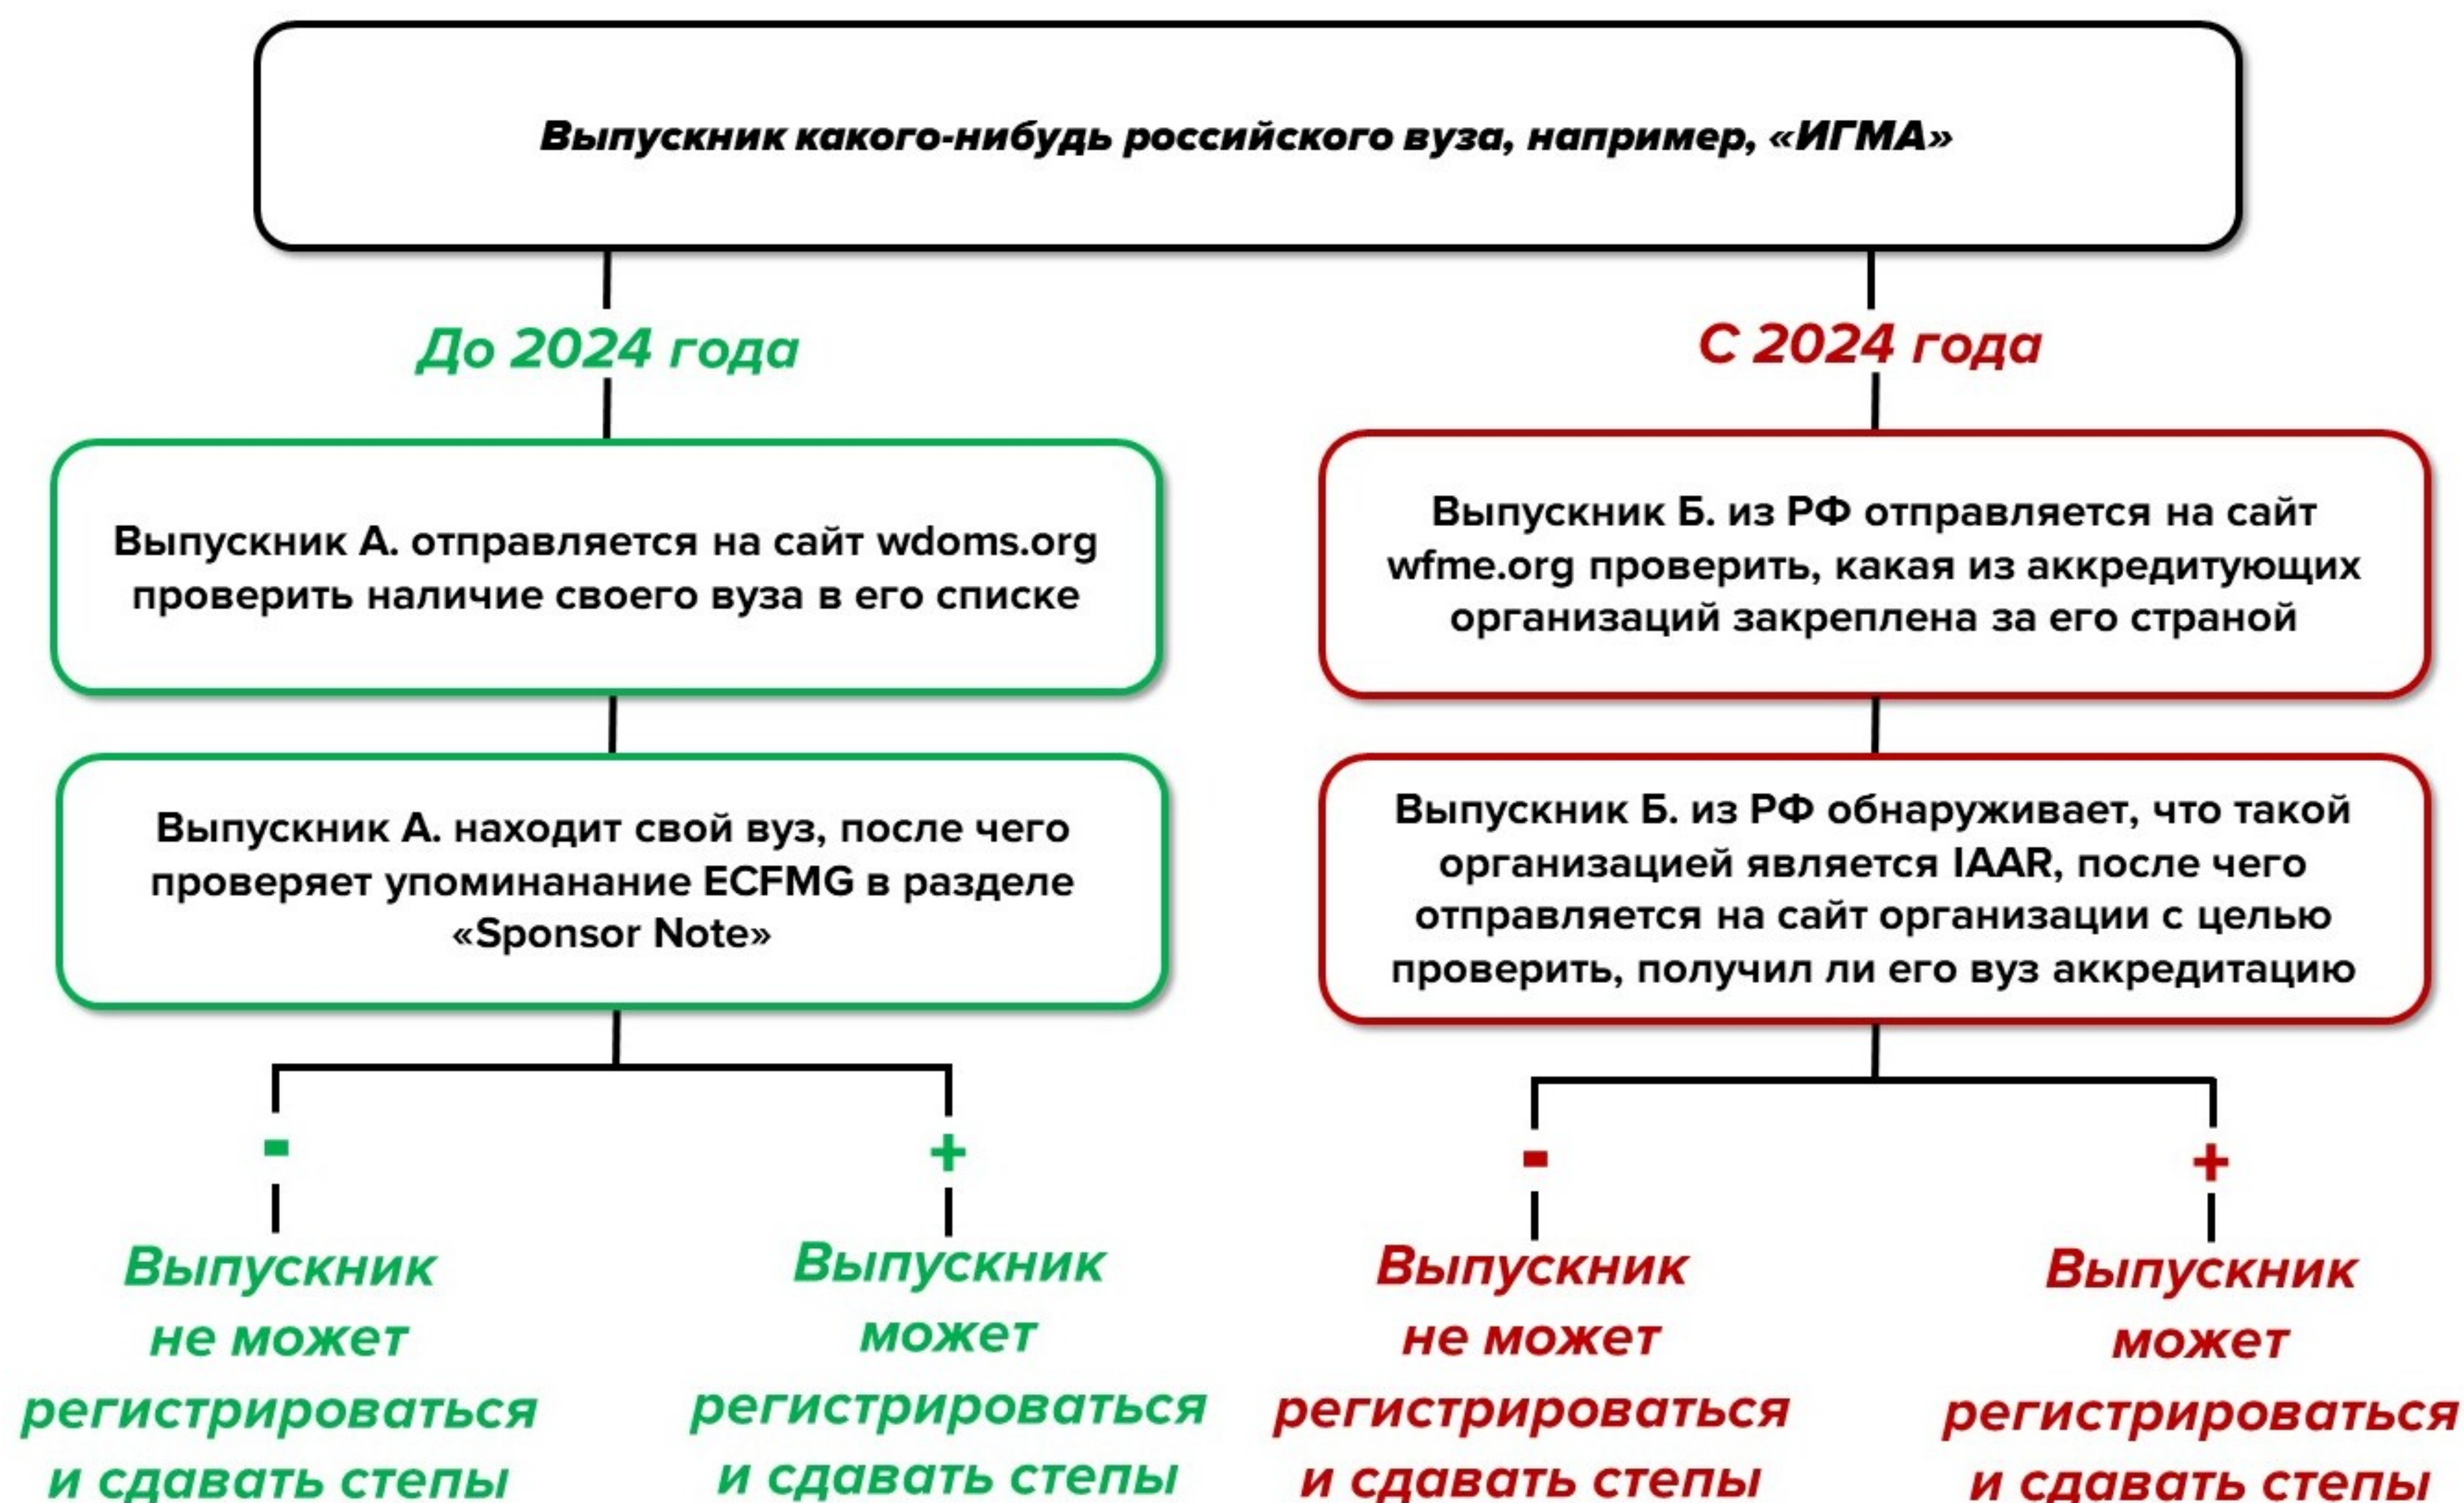 Выпускник какого-нибудь российского вуза, например, «ИГМА»
До 2024 года
Выпускник А. отправляется на сайт wdoms.org
проверить наличие своего вуза в его списке
Выпускник А. находит свой вуз, после чего
проверяет упоминанание ECFMG в разделе
«Sponsor Note»
-
Выпускник
не может
регистрироваться
и сдавать степы
+
Выпускник
может
регистрироваться
и сдавать степы
С 2024 года
Выпускник Б. из РФ отправляется на сайт
wfme.org проверить, какая из аккредитующих
организаций закреплена за его страной
Выпускник Б. из РФ обнаруживает, что такой
организацией является IAAR, после чего
отправляется на сайт организации с целью
проверить, получил ли его вуз аккредитацию
-
Выпускник
не может
регистрироваться
и сдавать степы
+
Выпускник
может
регистрироваться
и сдавать степы